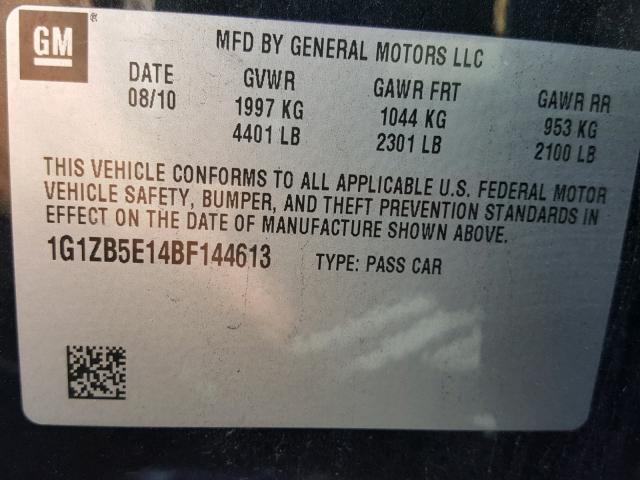 GM ®
MFD BY GENERAL MOTORS LLC
DATE GVWR GAWR FRT GAWR RR
08/10 1997 KG 1044 KG 953 KG
4401 LB 2301 LB 2100 LB
THIS VEHICLE CONFORMS TO ALL APPLICABLE U.S. FEDERAL MOTOR
VEHICLE SAFETY, BUMPER, AND THEFT PREVENTION STANDARDS IN
EFFECT ON THE DATE OF MANUFACTURE SHOWN ABOVE.
1G1ZB5E14BF144613 TYPE: PASS CAR